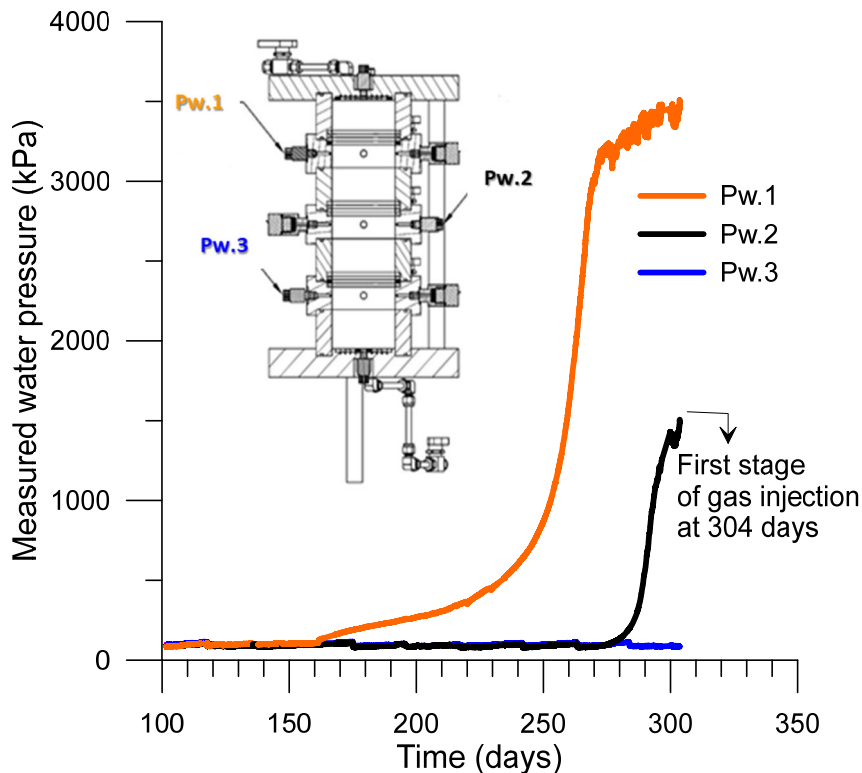 4000
3000
2000
1000
0
Measured water pressure (kPa)
Pw.1
Pw.2
Pw.3
Pw.1
Pw.2
Pw.3
First stage
of gas injection
at 304 days
100
150
200
250
300
350
Time (days)